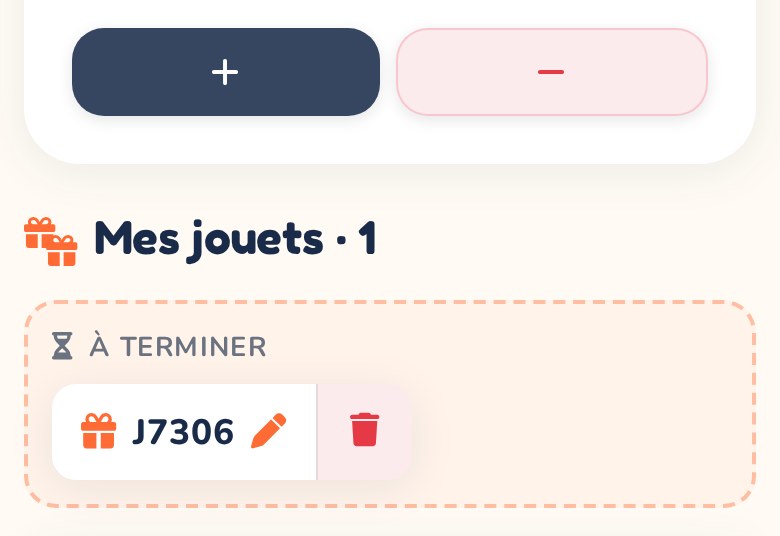 + −
Mes jouets · 1
À TERMINER
J7306